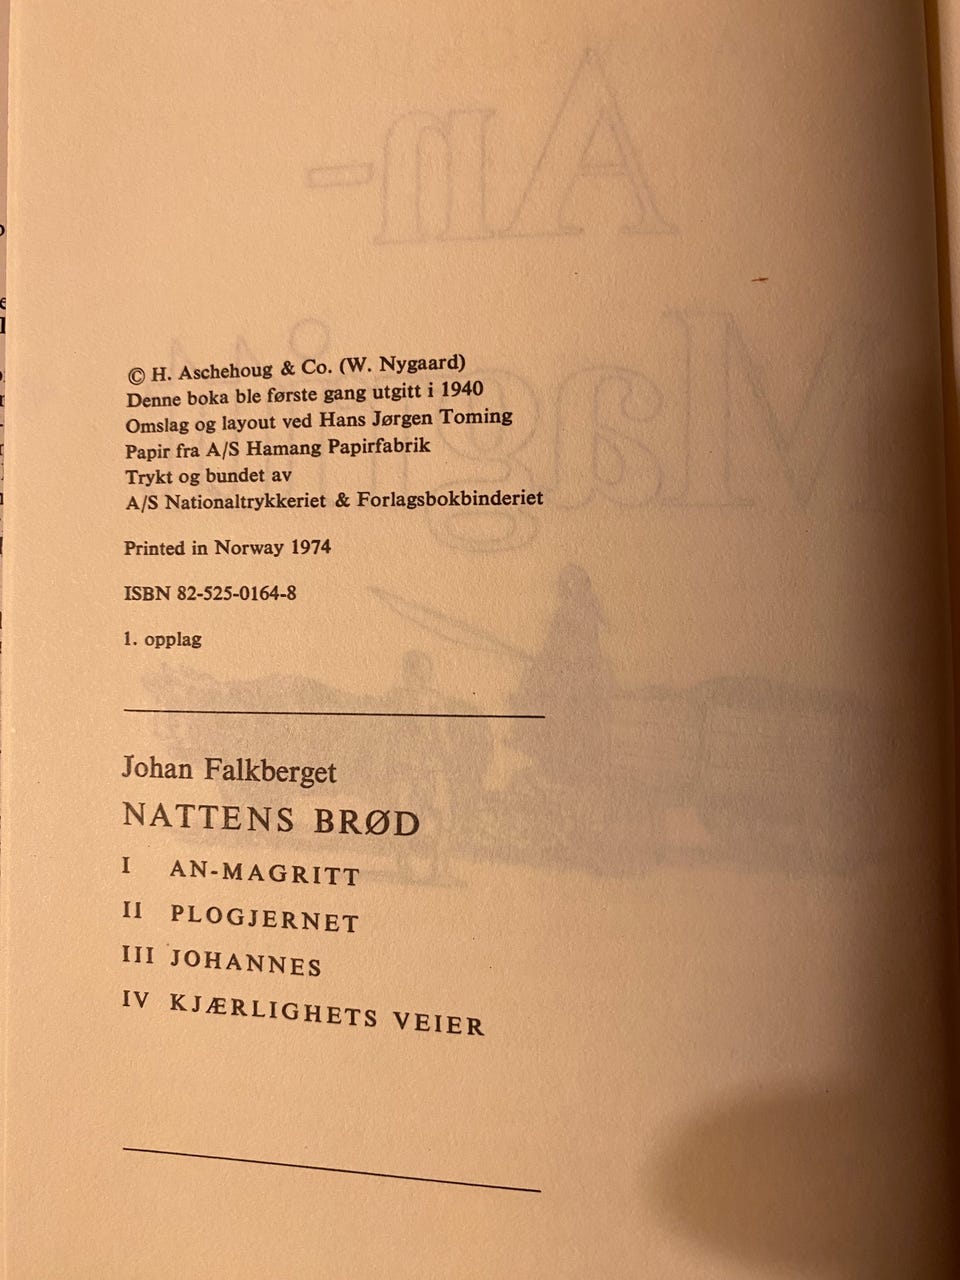 © H. Aschehoug & Co. (W. Nygaard)
Denne boka ble første gang utgitt i 1940
Omslag og layout ved Hans Jørgen Toming
Papir fra A/S Hamang Papirfabrik
Trykt og bundet av
A/S Nationaltrykkeriet & Forlagsbokbinderiet
Printed in Norway 1974
ISBN 82-525-0164-8
1. opplag
Johan Falkberget
NATTENS BRØD
I AN-MAGRITT
II PLOGJERNET
III JOHANNES
IV KJÆRLIGHETS VEIER